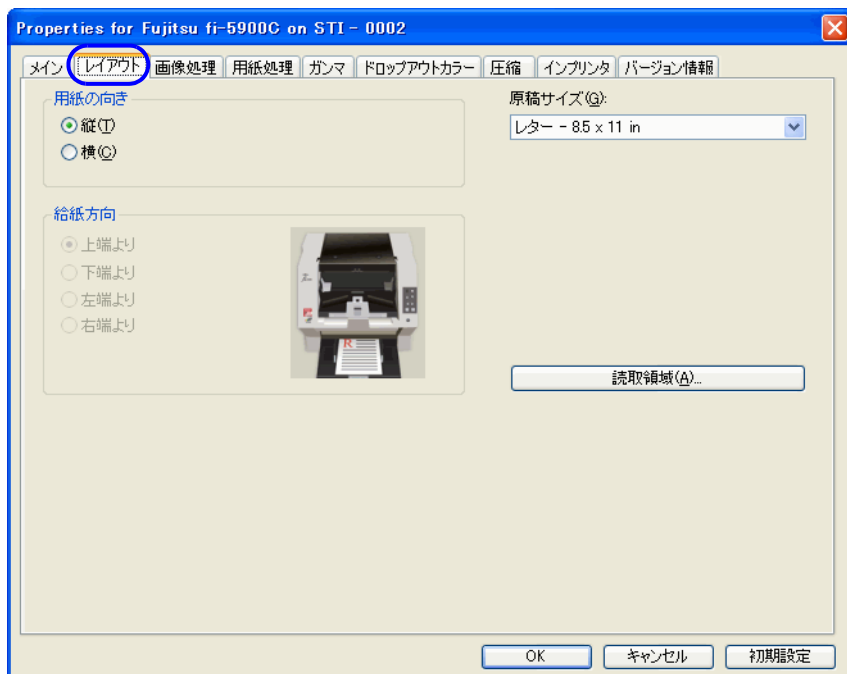 Properties for Fujitsu fi-5900C on STI - 0002
メイン レイアウト 画像処理 用紙処理 ガンマ ドロップアウトカラー 圧縮 インプリンタ バージョン情報
用紙の向き
縦(T)
横(C)
原稿サイズ(G):
レター - 8.5 x 11 in
給紙方向
上端より
下端より
左端より
右端より
R
読取領域(A)...
OK キャンセル 初期設定